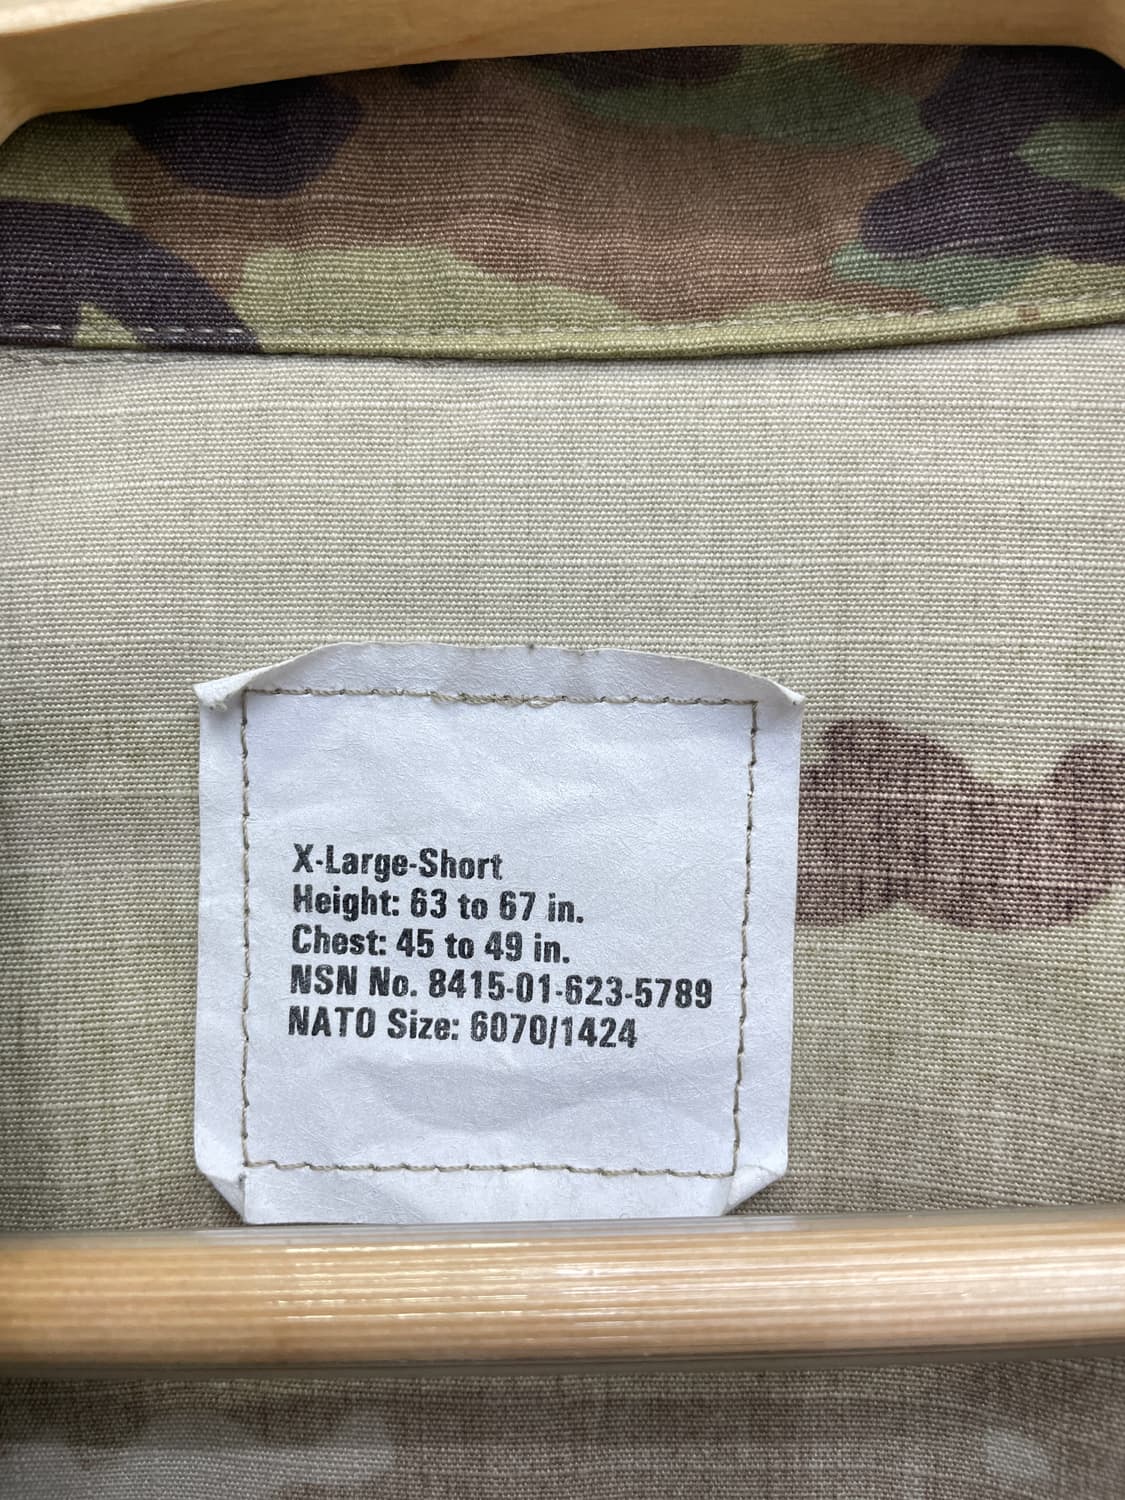 X-Large-Short
Height: 63 to 67 in.
Chest: 45 to 49 in.
NSN No. 8415-01-623-5789
NATO Size: 6070/1424